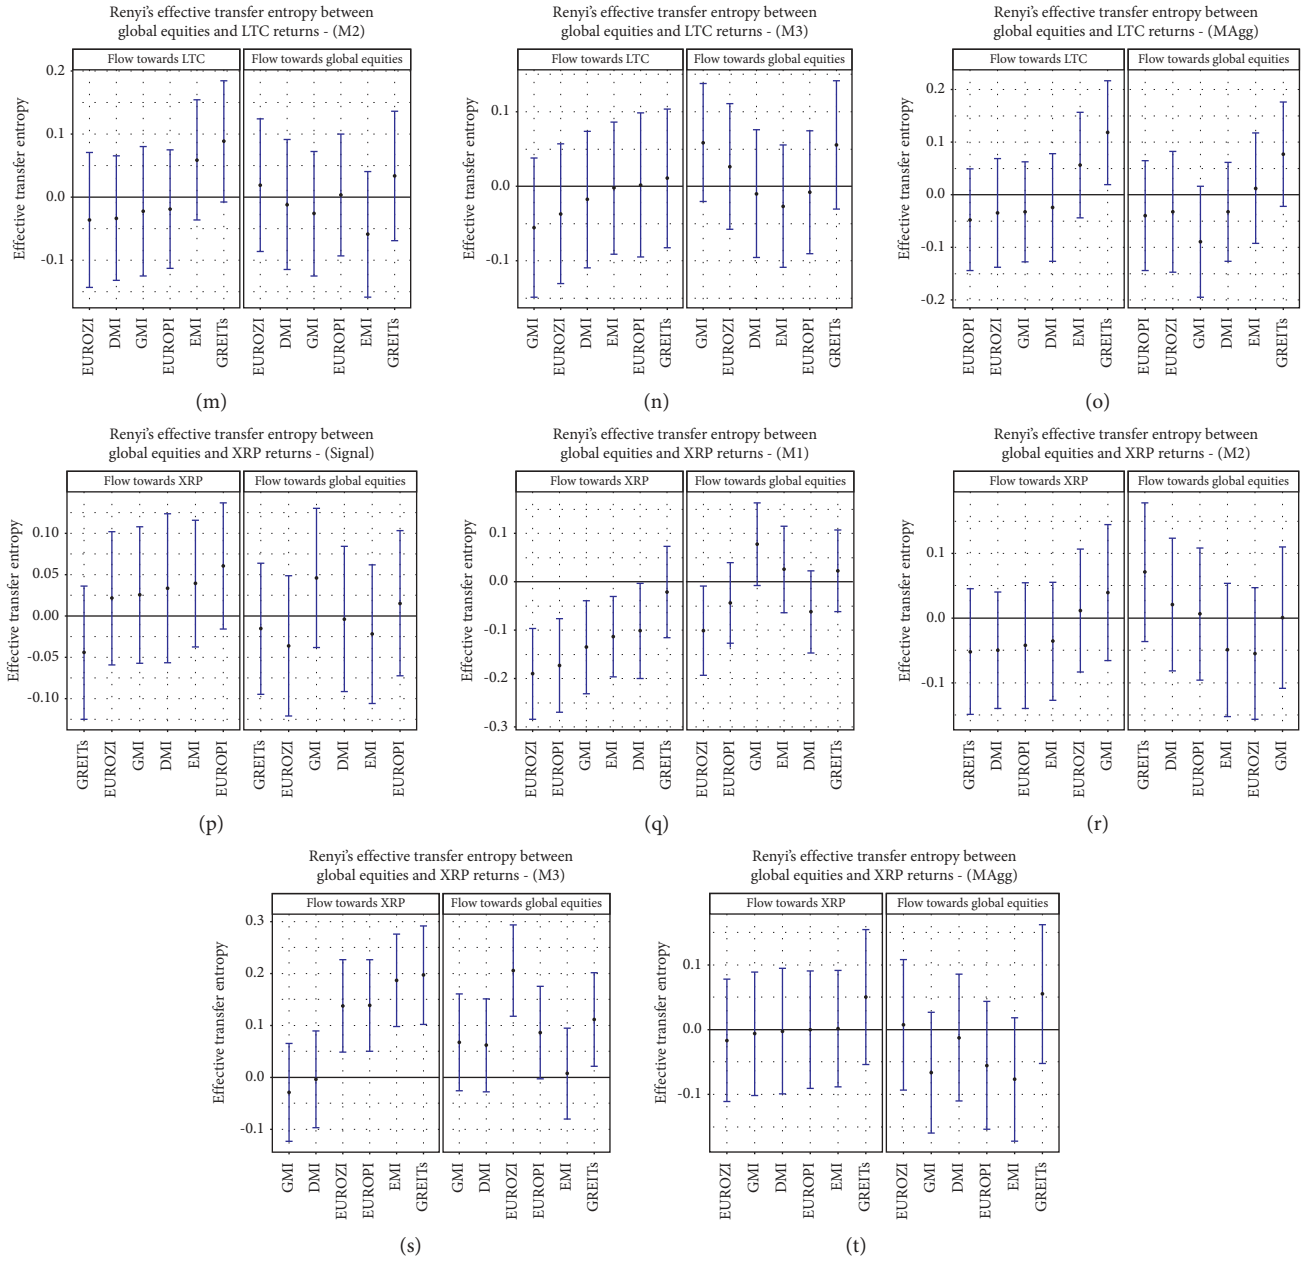 Renyi's effective transfer entropy between
global equities and LTC returns - (M2)
Flow towards LTC
Flow towards global equities
Effective transfer entropy
0.2
0.1
0.0
-0.1
EUROZI
DMI
GMI
EUROPI
EMI
GREITs
EUROZI
DMI
GMI
EUROPI
EMI
GREITs
(m)
Renyi's effective transfer entropy between
global equities and LTC returns - (M3)
Flow towards LTC
Flow towards global equities
Effective transfer entropy
0.1
0.0
-0.1
GMI
EUROZI
DMI
EMI
EUROPI
GREITs
GMI
EUROZI
DMI
EMI
EUROPI
GREITs
(n)
Renyi's effective transfer entropy between
global equities and LTC returns - (MAgg)
Flow towards LTC
Flow towards global equities
Effective transfer entropy
0.2
0.1
0.0
-0.1
-0.2
EUROPI
EUROZI
GMI
DMI
EMI
GREITs
EUROPI
EUROZI
GMI
DMI
EMI
GREITs
(o)
Renyi's effective transfer entropy between
global equities and XRP returns - (Signal)
Flow towards XRP
Flow towards global equities
Effective transfer entropy
0.10
0.05
0.00
-0.05
-0.10
GREITs
EUROZI
GMI
DMI
EMI
EUROPI
GREITs
EUROZI
GMI
DMI
EMI
EUROPI
(p)
Renyi's effective transfer entropy between
global equities and XRP returns - (M1)
Flow towards XRP
Flow towards global equities
Effective transfer entropy
0.1
0.0
-0.1
-0.2
-0.3
EUROZI
EUROPI
GMI
EMI
DMI
GREITs
EUROZI
EUROPI
GMI
EMI
DMI
GREITs
(q)
Renyi's effective transfer entropy between
global equities and XRP returns - (M2)
Flow towards XRP
Flow towards global equities
Effective transfer entropy
0.1
0.0
-0.1
GREITs
DMI
EUROPI
EMI
EUROZI
GMI
GREITs
DMI
EUROPI
EMI
EUROZI
GMI
(r)
Renyi's effective transfer entropy between
global equities and XRP returns - (M3)
Flow towards XRP
Flow towards global equities
Effective transfer entropy
0.3
0.2
0.1
0.0
-0.1
GMI
DMI
EUROZI
EUROPI
EMI
GREITs
GMI
DMI
EUROZI
EUROPI
EMI
GREITs
(s)
Renyi's effective transfer entropy between
global equities and XRP returns - (MAgg)
Flow towards XRP
Flow towards global equities
Effective transfer entropy
0.1
0.0
-0.1
EUROZI
GMI
DMI
EUROPI
EMI
GREITs
EUROZI
GMI
DMI
EUROPI
EMI
GREITs
(t)